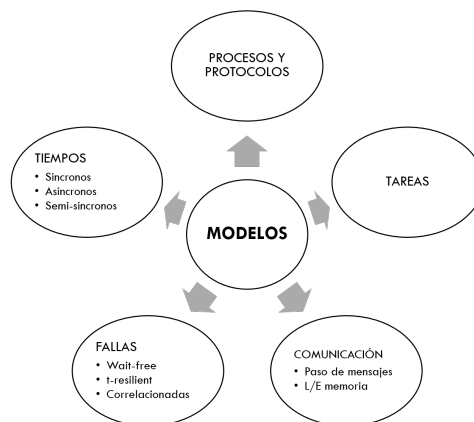 PROCESOS Y
PROTOCOLOS
TIEMPOS
• Síncronos
• Asíncronos
• Semi-síncronos
TAREAS
MODELOS
FALLAS
• Wait-free
• t-resilient
• Correlacionadas
COMUNICACIÓN
• Paso de mensajes
• L/E memoria